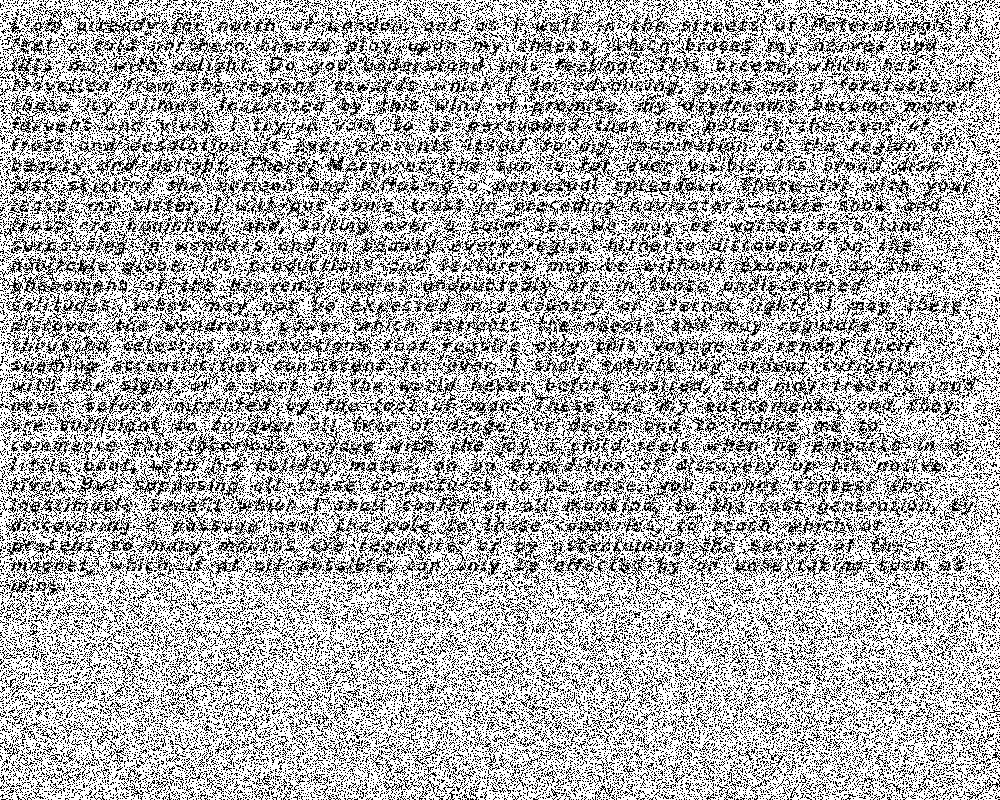 I am already far north of London, and as I walk in the streets of Petersburgh, I
feel a cold northern breeze play upon my cheeks, which braces my nerves and
fills me with delight. Do you understand this feeling? This breeze, which has
travelled from the regions towards which I am advancing, gives me a foretaste of
those icy climes. Inspirited by this wind of promise, my daydreams become more
fervent and vivid. I try in vain to be persuaded that the pole is the seat of
frost and desolation; it ever presents itself to my imagination as the region of
beauty and delight. There, Margaret, the sun is for ever visible, its broad disk
just skirting the horizon and diffusing a perpetual splendour. There—for with your
leave, my sister, I will put some trust in preceding navigators—there snow and
frost are banished; and, sailing over a calm sea, we may be wafted to a land
surpassing in wonders and in beauty every region hitherto discovered on the
habitable globe. Its productions and features may be without example, as the
phenomena of the heavenly bodies undoubtedly are in those undiscovered
solitudes. What may not be expected in a country of eternal light? I may there
discover the wondrous power which attracts the needle and may regulate a
thousand celestial observations that require only this voyage to render their
seeming eccentricities consistent for ever. I shall satiate my ardent curiosity
with the sight of a part of the world never before visited, and may tread a land
never before imprinted by the foot of man. These are my enticements, and they
are sufficient to conquer all fear of danger or death and to induce me to
commence this laborious voyage with the joy a child feels when he embarks in a
little boat, with his holiday mates, on an expedition of discovery up his native
river. But supposing all these conjectures to be false, you cannot contest the
inestimable benefit which I shall confer on all mankind, to the last generation, by
discovering a passage near the pole to those countries, to reach which at
present so many months are requisite; or by ascertaining the secret of the
magnet, which, if at all possible, can only be effected by an undertaking such as
mine.